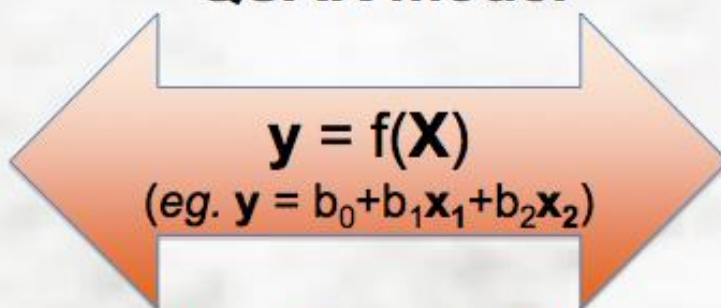 y = f(X)
(eg. y = b₀+b₁x₁+b₂x₂)